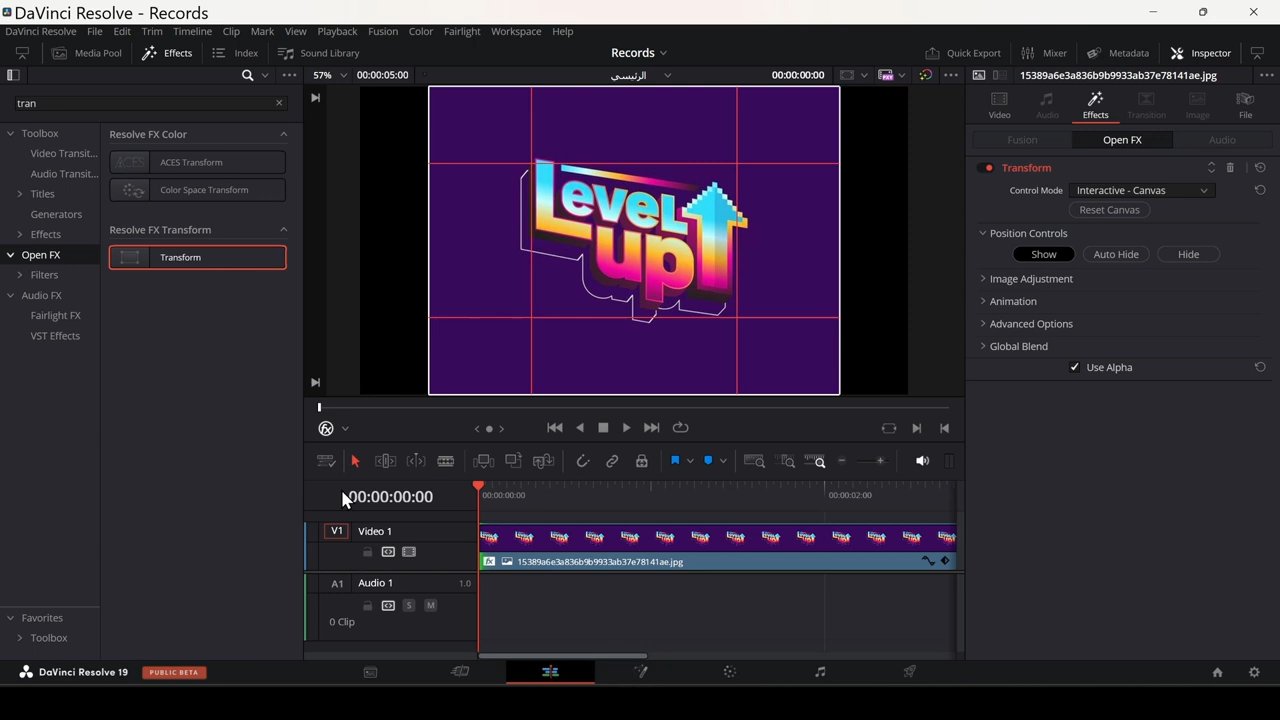 DaVinci Resolve - Records
DaVinci Resolve File Edit Trim Timeline Clip Mark View Playback Fusion Color Fairlight Workspace Help
Media Pool Effects Index Sound Library Records Quick Export Mixer Metadata Inspector
57% 00:00:05:00 الرئيسي 00:00:00:00 15389a6e3a836b9b9933ab37e78141ae.jpg
tran
Toolbox
Video Transit...
Audio Transit...
Titles
Generators
Effects
Open FX
Filters
Audio FX
Fairlight FX
VST Effects
Favorites
Toolbox
Resolve FX Color
ACES ACES Transform
Color Space Transform
Resolve FX Transform
Transform
Level
up
Video Audio Effects Transition Image File
Fusion Open FX Audio
Transform
Control Mode Interactive - Canvas
Reset Canvas
Position Controls
Show Auto Hide Hide
Image Adjustment
Animation
Advanced Options
Global Blend
Use Alpha
00:00:00:00 00:00:00:00 00:00:02:00
V1 Video 1
fx 15389a6e3a836b9b9933ab37e78141ae.jpg
A1 Audio 1 1.0
S M
0 Clip
DaVinci Resolve 19 PUBLIC BETA